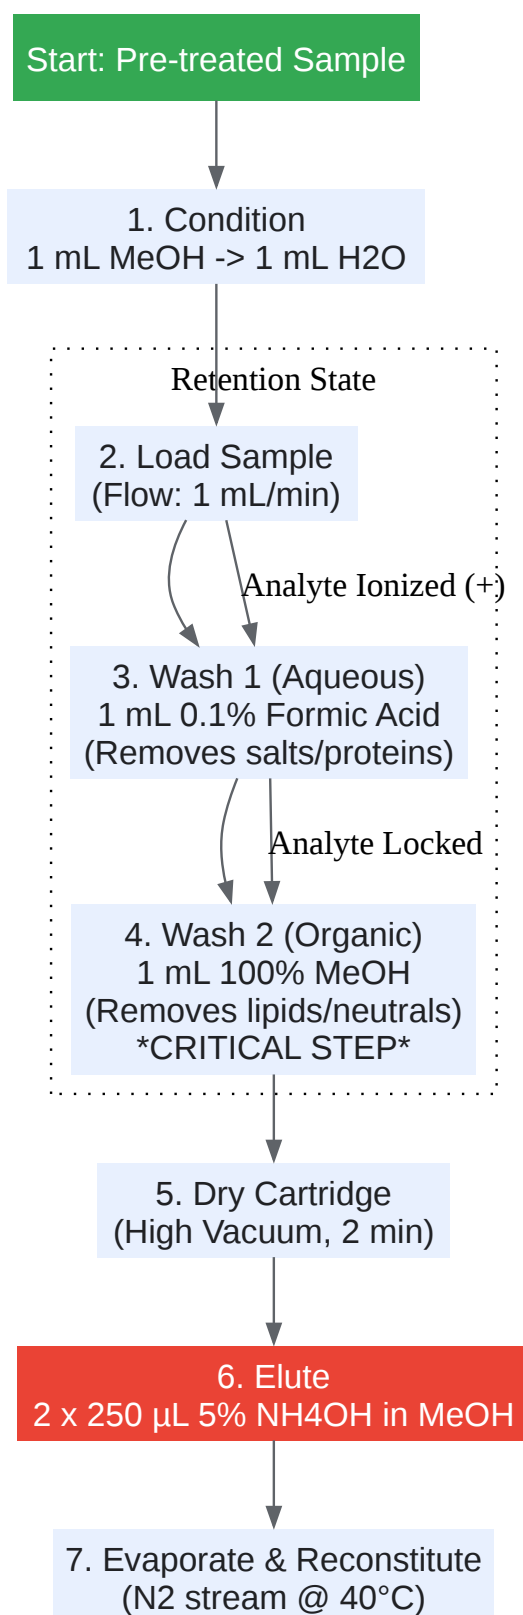 Start: Pre-treated Sample
1. Condition
1 mL MeOH -> 1 mL H2O
Retention State
2. Load Sample
(Flow: 1 mL/min)
Analyte Ionized (+)
3. Wash 1 (Aqueous)
1 mL 0.1% Formic Acid
(Removes salts/proteins)
Analyte Locked
4. Wash 2 (Organic)
1 mL 100% MeOH
(Removes lipids/neutrals)
*CRITICAL STEP*
5. Dry Cartridge
(High Vacuum, 2 min)
6. Elute
2 x 250 µL 5% NH4OH in MeOH
7. Evaporate & Reconstitute
(N2 stream @ 40°C)